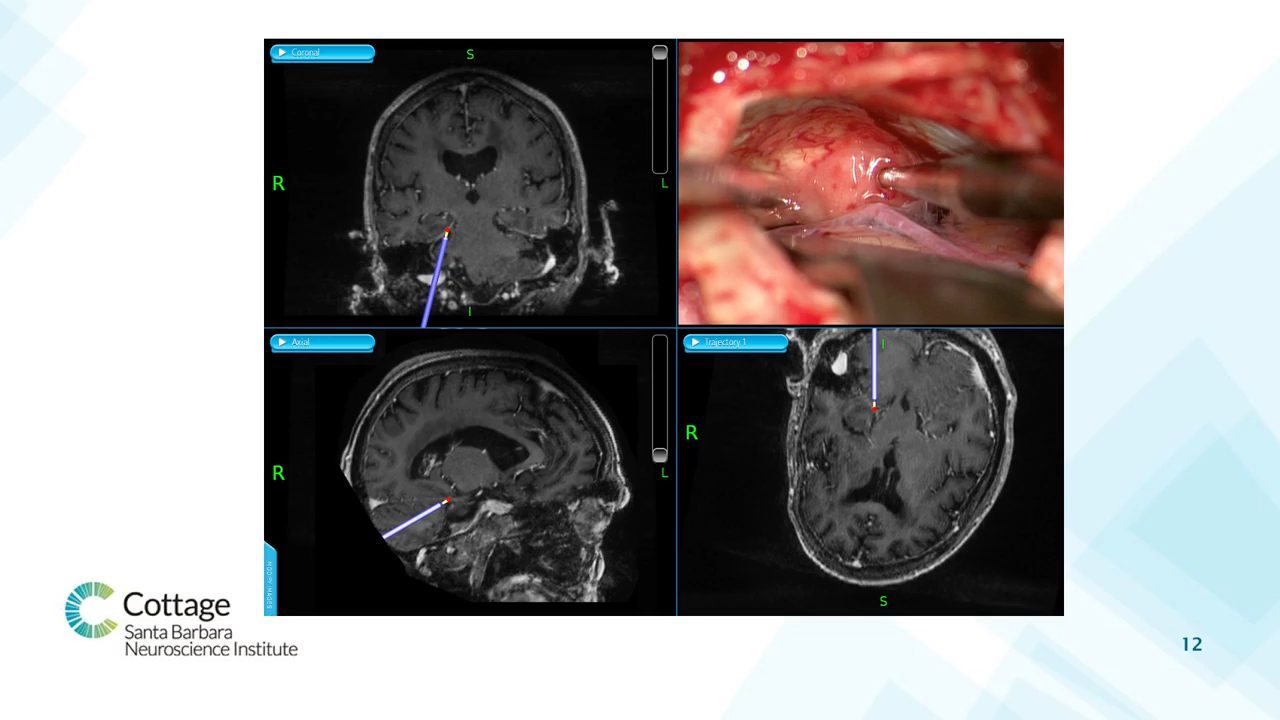 Coronal
S
R
L
I
Axial
R
L
Trajectory 1
I
R
S
MODIFY IMAGES
Cottage
Santa Barbara
Neuroscience Institute
12